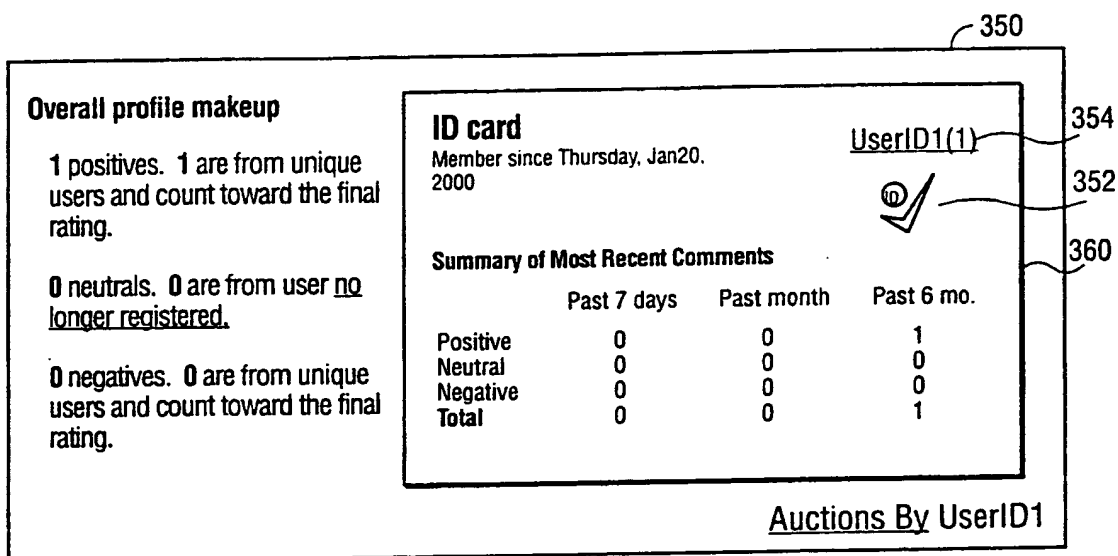 350
Overall profile makeup
1 positives. 1 are from unique
users and count toward the final
rating.
0 neutrals. 0 are from user no
longer registered.
0 negatives. 0 are from unique
users and count toward the final
rating.
ID card
Member since Thursday, Jan20.
2000
UserID1(1)
354
ID
352
360
Summary of Most Recent Comments
Past 7 days Past month Past 6 mo.
Positive 0 0 1
Neutral 0 0 0
Negative 0 0 0
Total 0 0 1
Auctions By UserID1